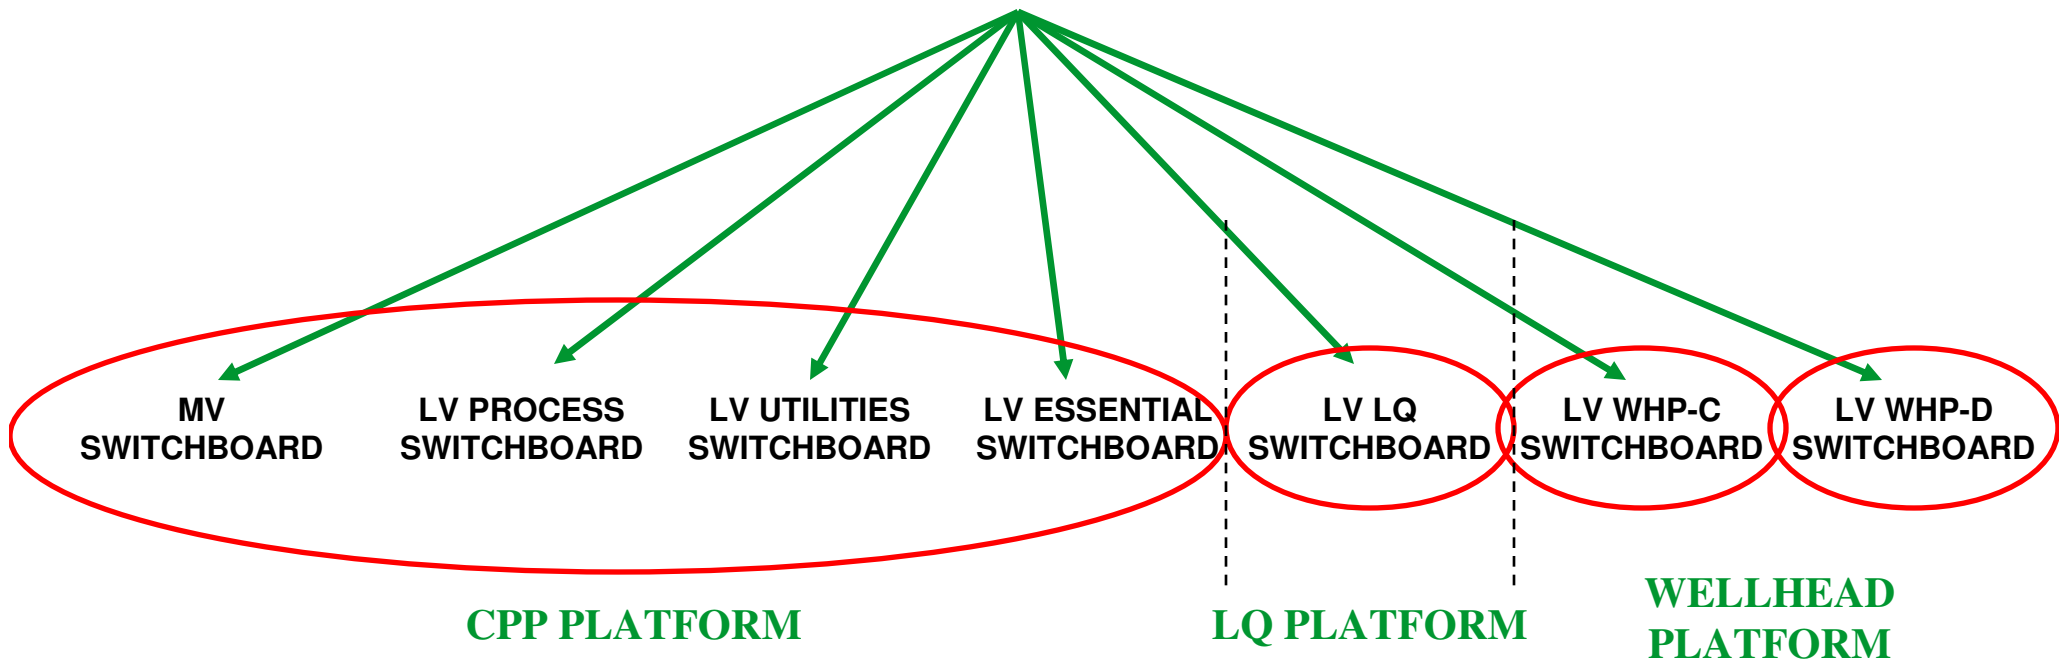 MV
SWITCHBOARD
LV PROCESS
SWITCHBOARD
LV UTILITIES
SWITCHBOARD
LV ESSENTIAL
SWITCHBOARD
LV LQ
SWITCHBOARD
LV WHP-C
SWITCHBOARD
LV WHP-D
SWITCHBOARD
CPP PLATFORM
LQ PLATFORM
WELLHEAD
PLATFORM